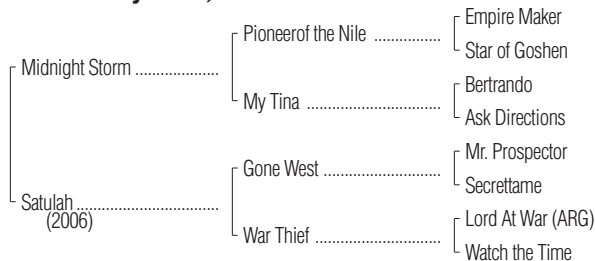 Empire Maker
Pioneerof the Nile ................
Star of Goshen
Midnight Storm ....................
Bertrando
My Tina ................................
Ask Directions
Mr. Prospector
Gone West ............................
Secrettame
Satulah ..................................
(2006)
Lord At War (ARG)
War Thief ..............................
Watch the Time